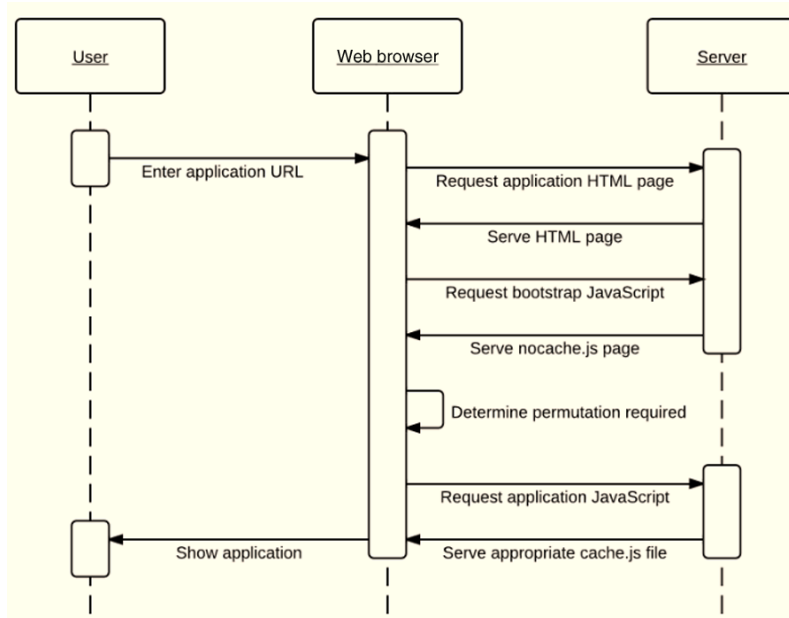 User
Web browser
Server
Enter application URL
Request application HTML page
Serve HTML page
Request bootstrap JavaScript
Serve nocache.js page
Determine permutation required
Request application JavaScript
Show application
Serve appropriate cache.js file